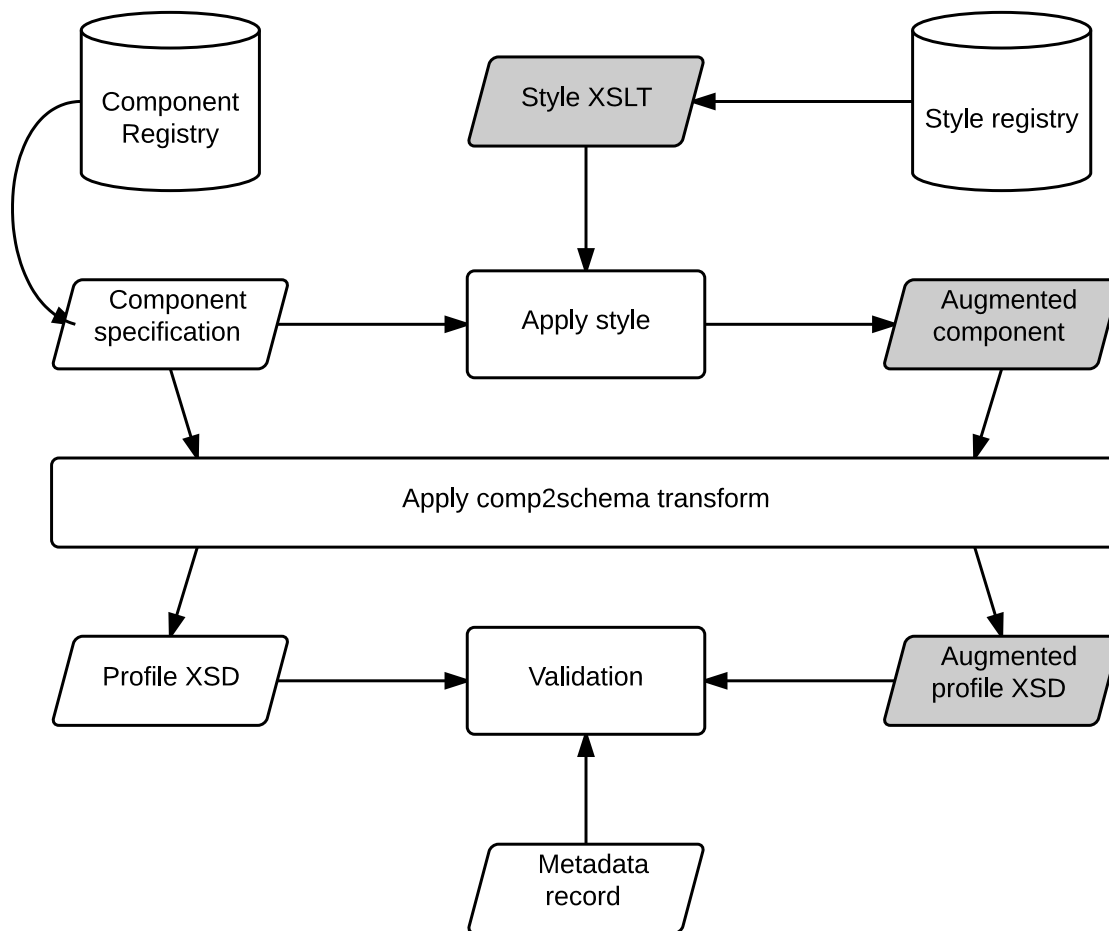 Component
Registry
Style XSLT
Style registry
Component
specification
Apply style
Augmented
component
Apply comp2schema transform
Profile XSD
Validation
Augmented
profile XSD
Metadata
record